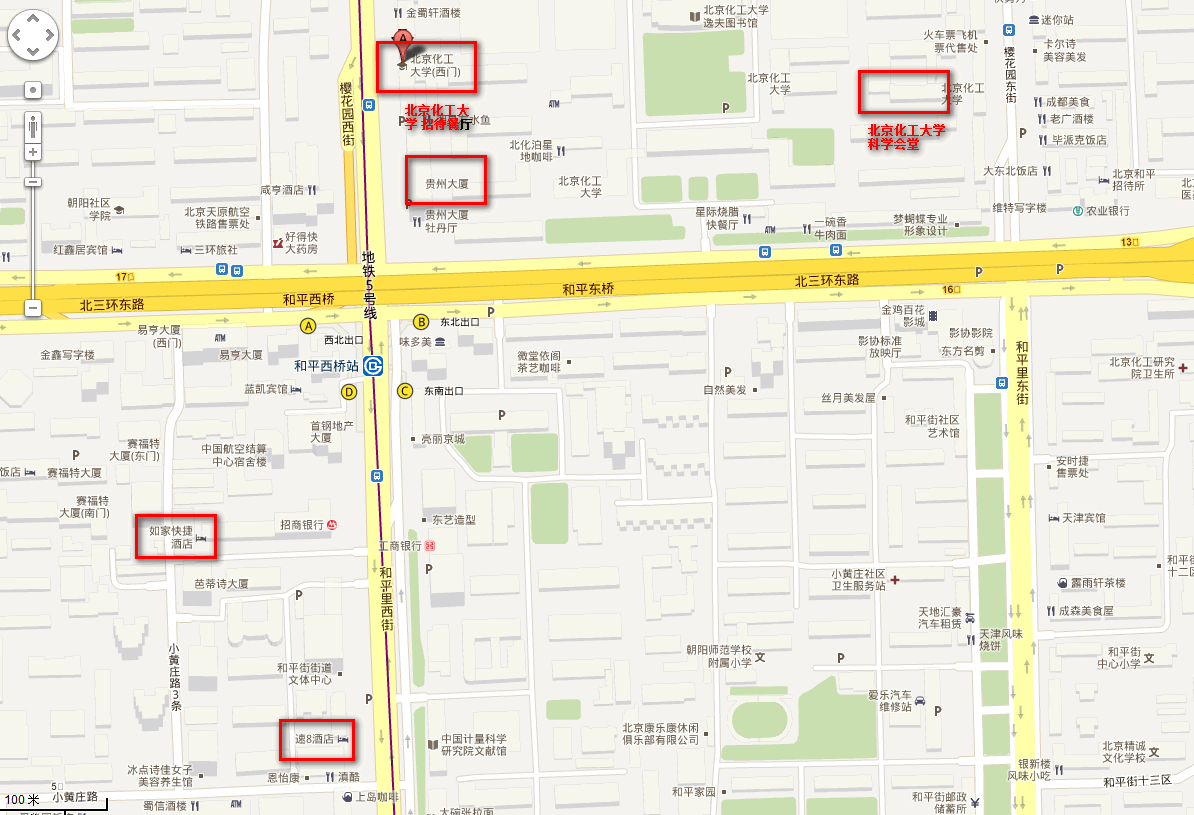 金蜀轩酒楼
北京化工大学
逸夫图书馆
迷你站
火车票飞机
票代售处
卡尔诗
美容美发
A
北京化工
大学(西门)
北京化工
大学
北京化工
大学
樱花园东街
成都美食
老广酒楼
毕派克饭店
樱花园西街
ATM
P
北京化工大
学 招待餐厅
水鱼
P
北京化工大学
科学会堂
P
北化泊星
地咖啡
大东北饭店
北京和平
招待所
北京
医
咸亨酒店
贵州大厦
北京化工
大学
朝阳社区
学院
北京天原航空
铁路售票处
P
贵州大厦
牡丹厅
星际烧腊
快餐厅
ATM
一碗香
牛肉面
梦蝴蝶专业
形象设计
维特写字楼
农业银行
红鑫居宾馆
三环旅社
好得快
大药房
地铁5号线
17
13
北三环东路
和平西桥
和平东桥
北三环东路
P
P
16
易亨大厦
(西门)
ATM
A
西北出口
B
东北出口
P
金鸡百花
影城
影协影院
金鑫写字楼
易亨大厦
味多美
微堂依阁
茶艺咖啡
影协标准
放映厅
东方名剪
和平里东街
和平西桥站
北京化工研究
院卫生所
蓝凯宾馆
D
C
东南出口
P
自然美发
丝月美发屋
首钢地产
大厦
P
和平街社区
艺术馆
赛福特
大厦(东门)
中国航空结算
中心宿舍楼
亮丽京城
P
饭店
赛福特大厦
安时捷
售票处
赛福特
大厦(南门)
如家快捷
酒店
招商银行
东艺造型
天津宾馆
工商银行
P
和平
十二区
芭蒂诗大厦
P
和平里西街
小黄庄社区
卫生服务站
露雨轩茶楼
天地汇豪
汽车租赁
成森美食屋
天津风味
烧饼
小黄庄路3条
和平街街道
文体中心
朝阳师范学校
附属小学
P
和平街
中心小学
P
爱乐汽车
维修站
P
速8酒店
中国计量科学
研究院文献馆
北京康乐康休闲
俱乐部有限公司
北京精诚
文化学校
冰点诗佳女子
美容养生馆
恩怡康
滇酷
银新楼
风味小吃
和平街十三区
5
100 米
小黄庄路
上岛咖啡
和平家园
和平街邮政
储蓄所
蜀信酒楼
ATM
大碗张拉面